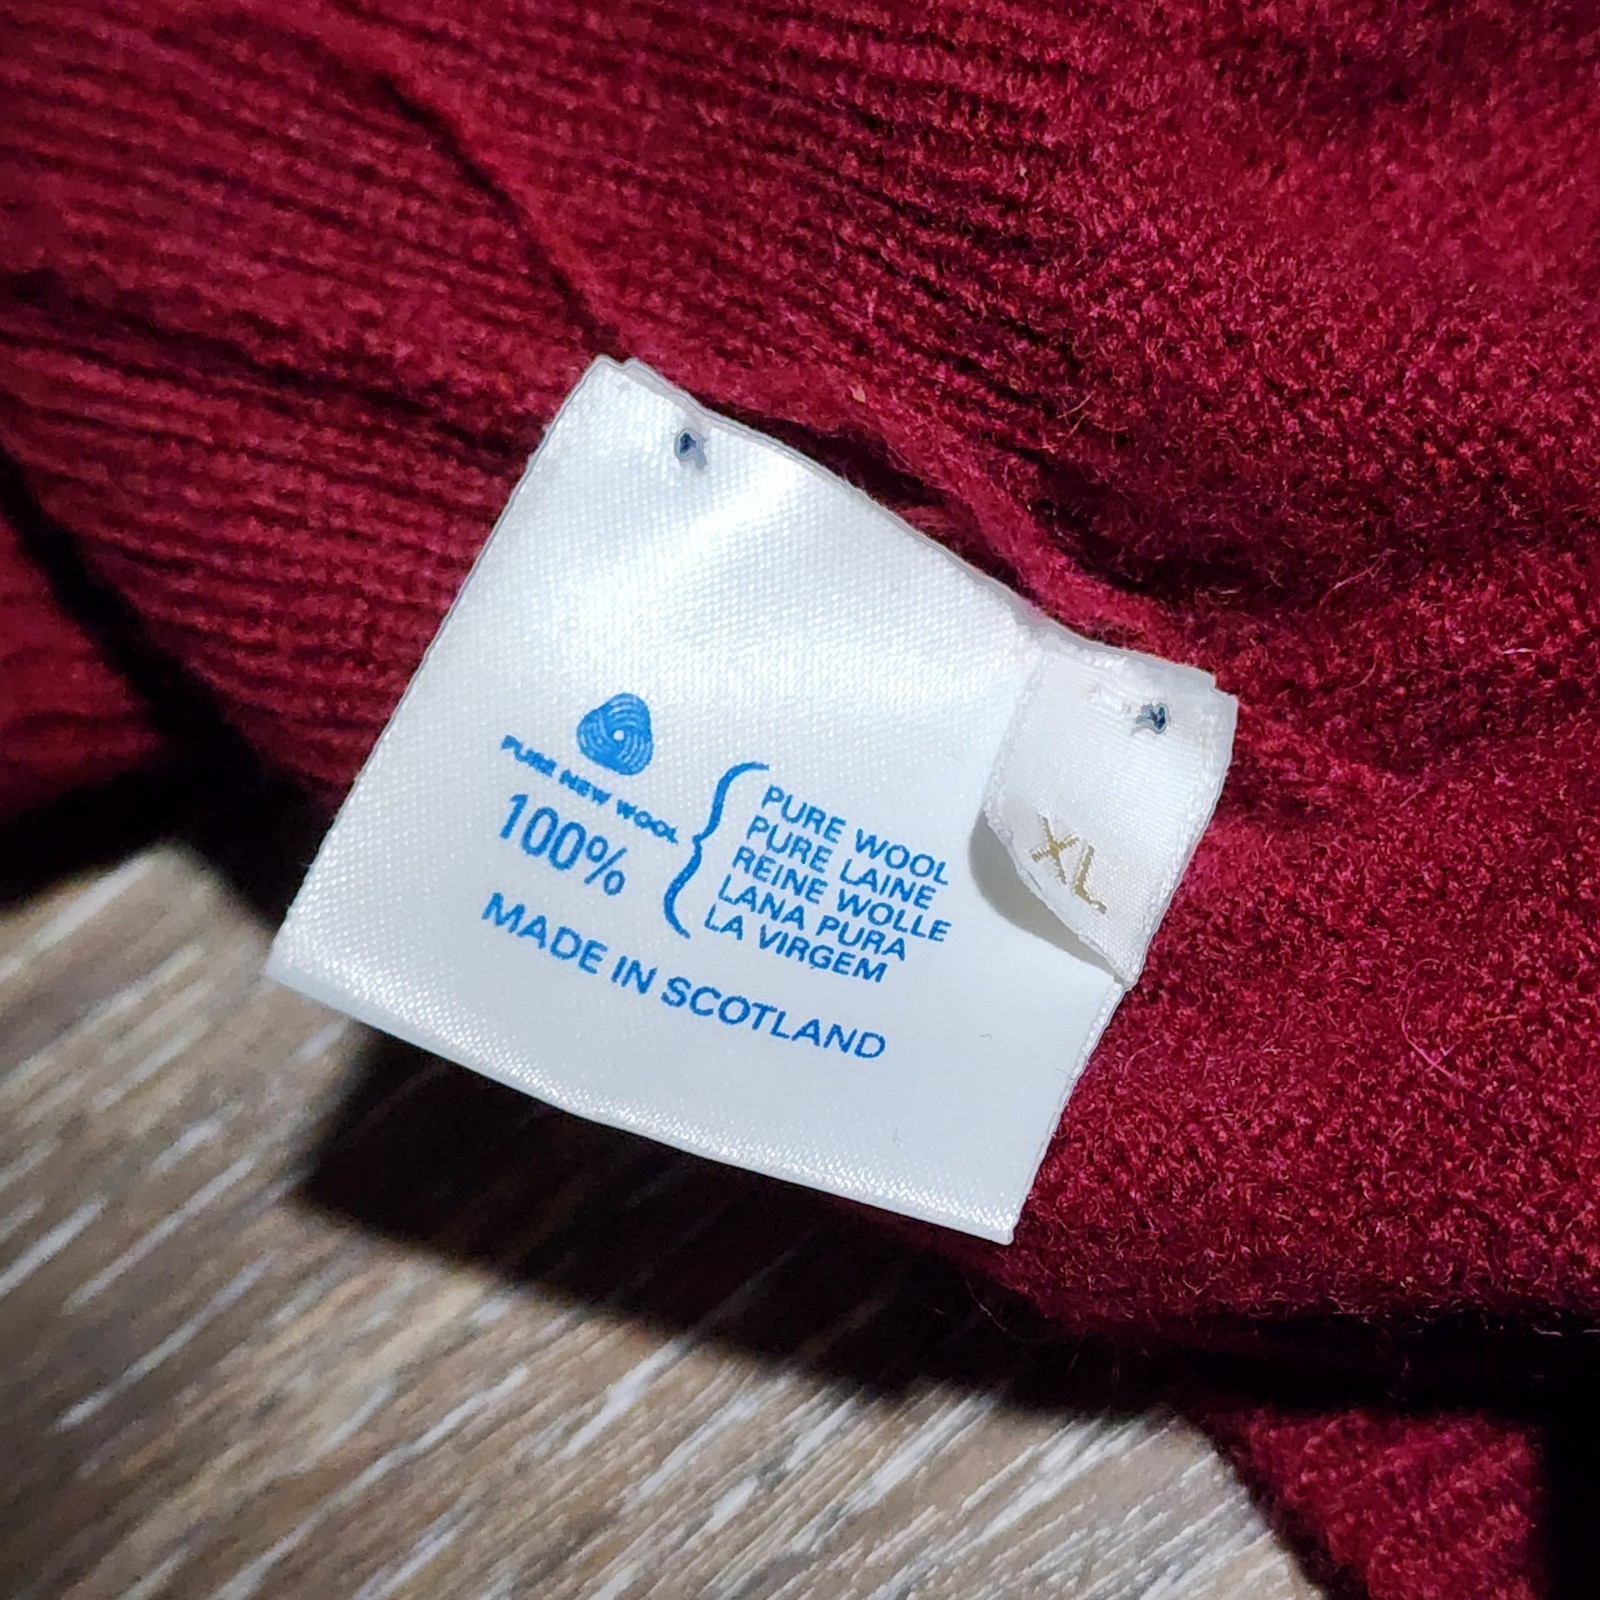 PURE NEW WOOL
100%
PURE WOOL
PURE LAINE
REINE WOLLE
LANA PURA
LA VIRGEM
MADE IN SCOTLAND
XL